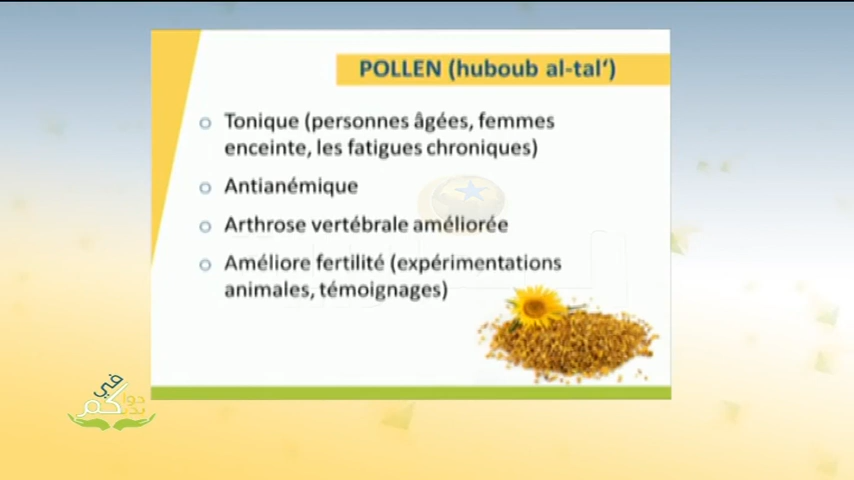 POLLEN (huboub al-tal‘)
Tonique (personnes âgées, femmes
enceinte, les fatigues chroniques)
Antianémique
Arthrose vertébrale améliorée
Améliore fertilité (expérimentations
animales, témoignages)
في